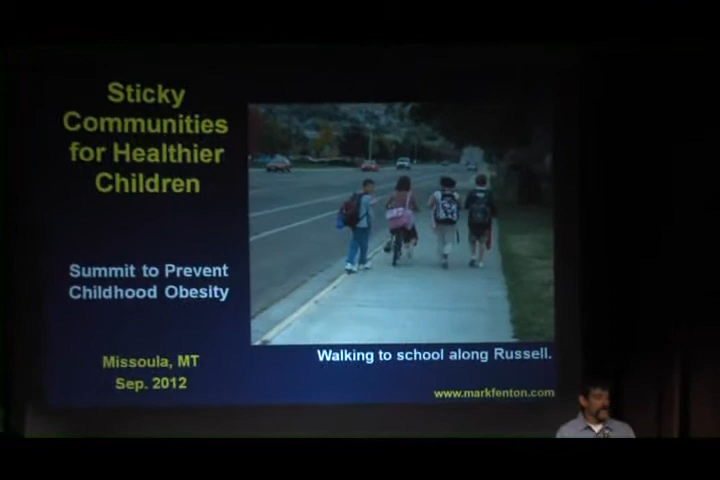 Sticky
Communities
for Healthier
Children
Summit to Prevent
Childhood Obesity
Missoula, MT
Sep. 2012
Walking to school along Russell.
www.markfenton.com